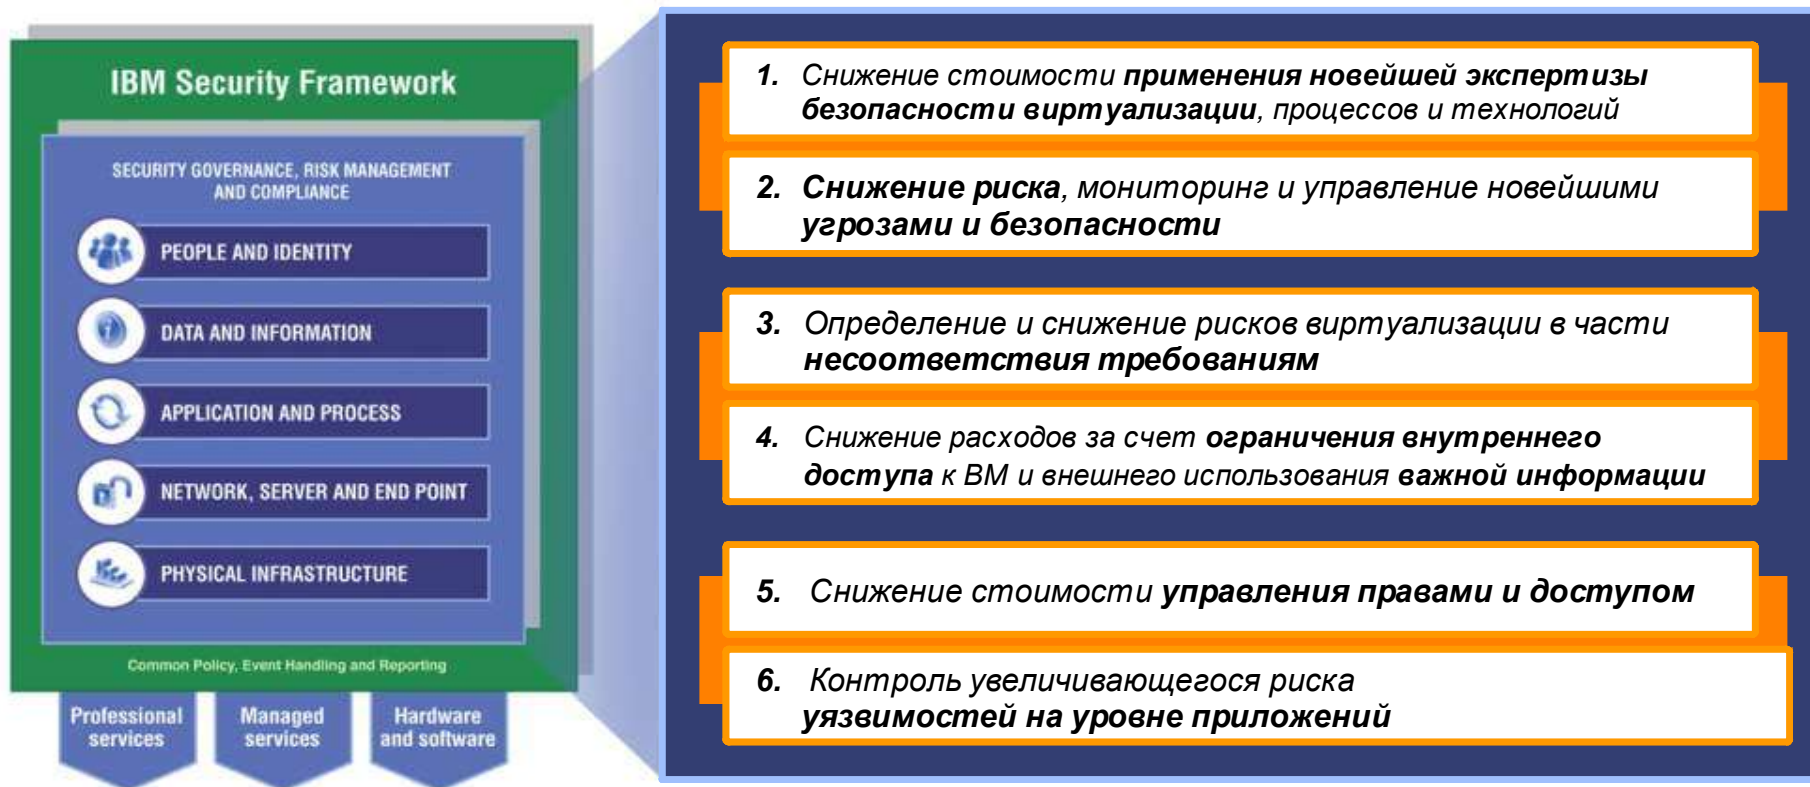 IBM Security Framework
SECURITY GOVERNANCE, RISK MANAGEMENT
AND COMPLIANCE
PEOPLE AND IDENTITY
DATA AND INFORMATION
APPLICATION AND PROCESS
NETWORK, SERVER AND END POINT
PHYSICAL INFRASTRUCTURE
Common Policy, Event Handling and Reporting
Professional
services
Managed
services
Hardware
and software
1. Снижение стоимости применения новейшей экспертизы
безопасности виртуализации, процессов и технологий
2. Снижение риска, мониторинг и управление новейшими
угрозами и безопасности
3. Определение и снижение рисков виртуализации в части
несоответствия требованиям
4. Снижение расходов за счет ограничения внутреннего
доступа к ВМ и внешнего использования важной информации
5. Снижение стоимости управления правами и доступом
6. Контроль увеличивающегося риска
уязвимостей на уровне приложений